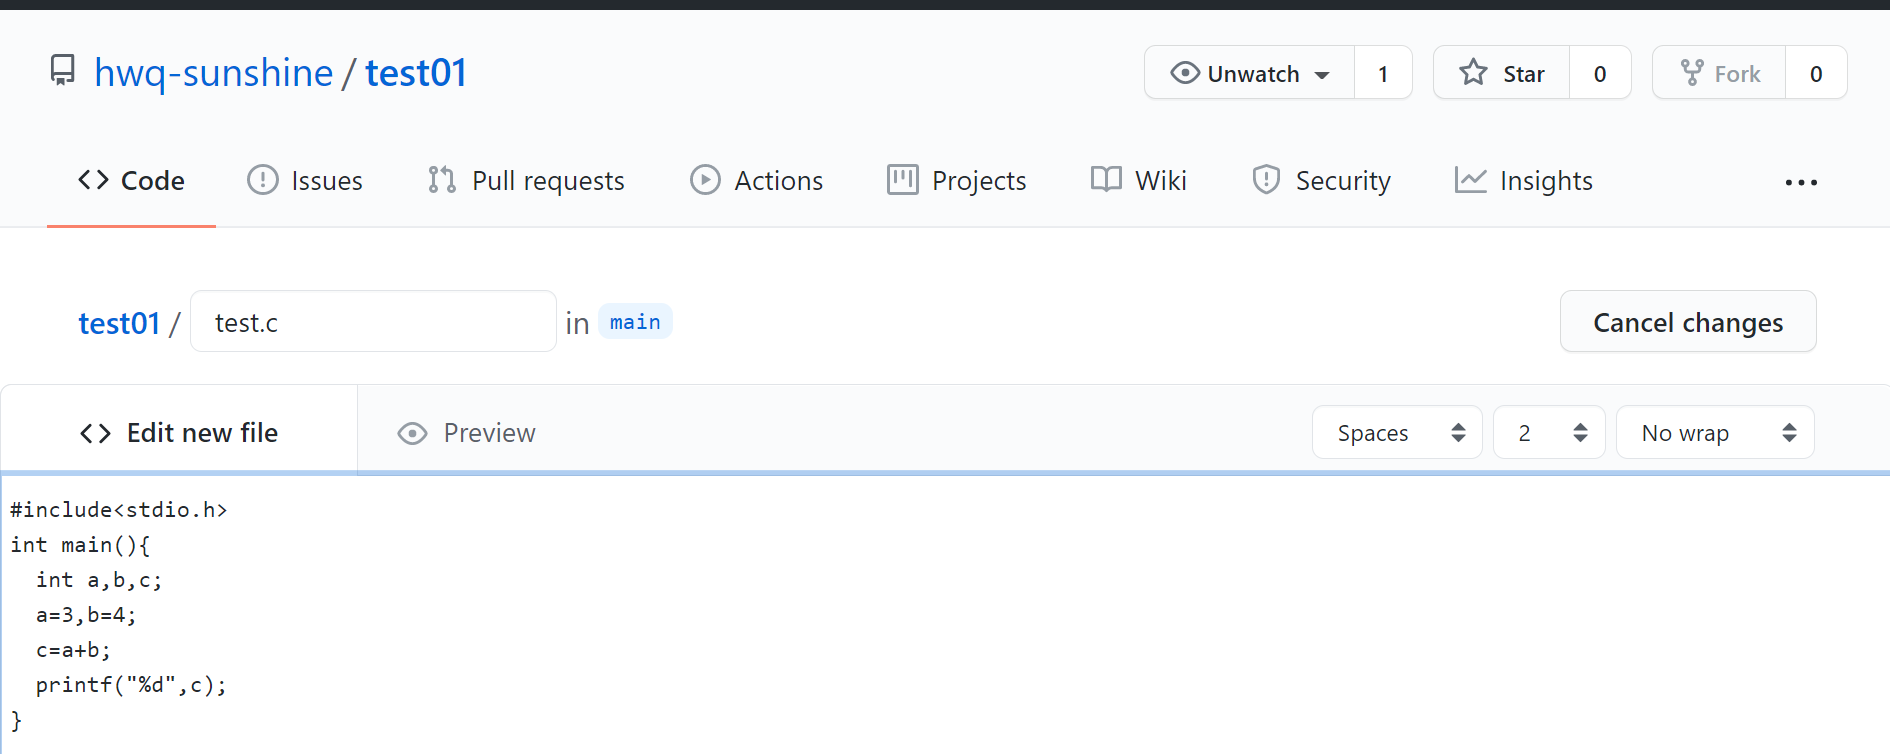 hwq-sunshine / test01 Unwatch 1 Star 0 Fork 0
Code Issues Pull requests Actions Projects Wiki Security Insights ...
test01 / test.c in main Cancel changes
Edit new file Preview Spaces 2 No wrap
#include<stdio.h>
int main(){
  int a,b,c;
  a=3,b=4;
  c=a+b;
  printf("%d",c);
}